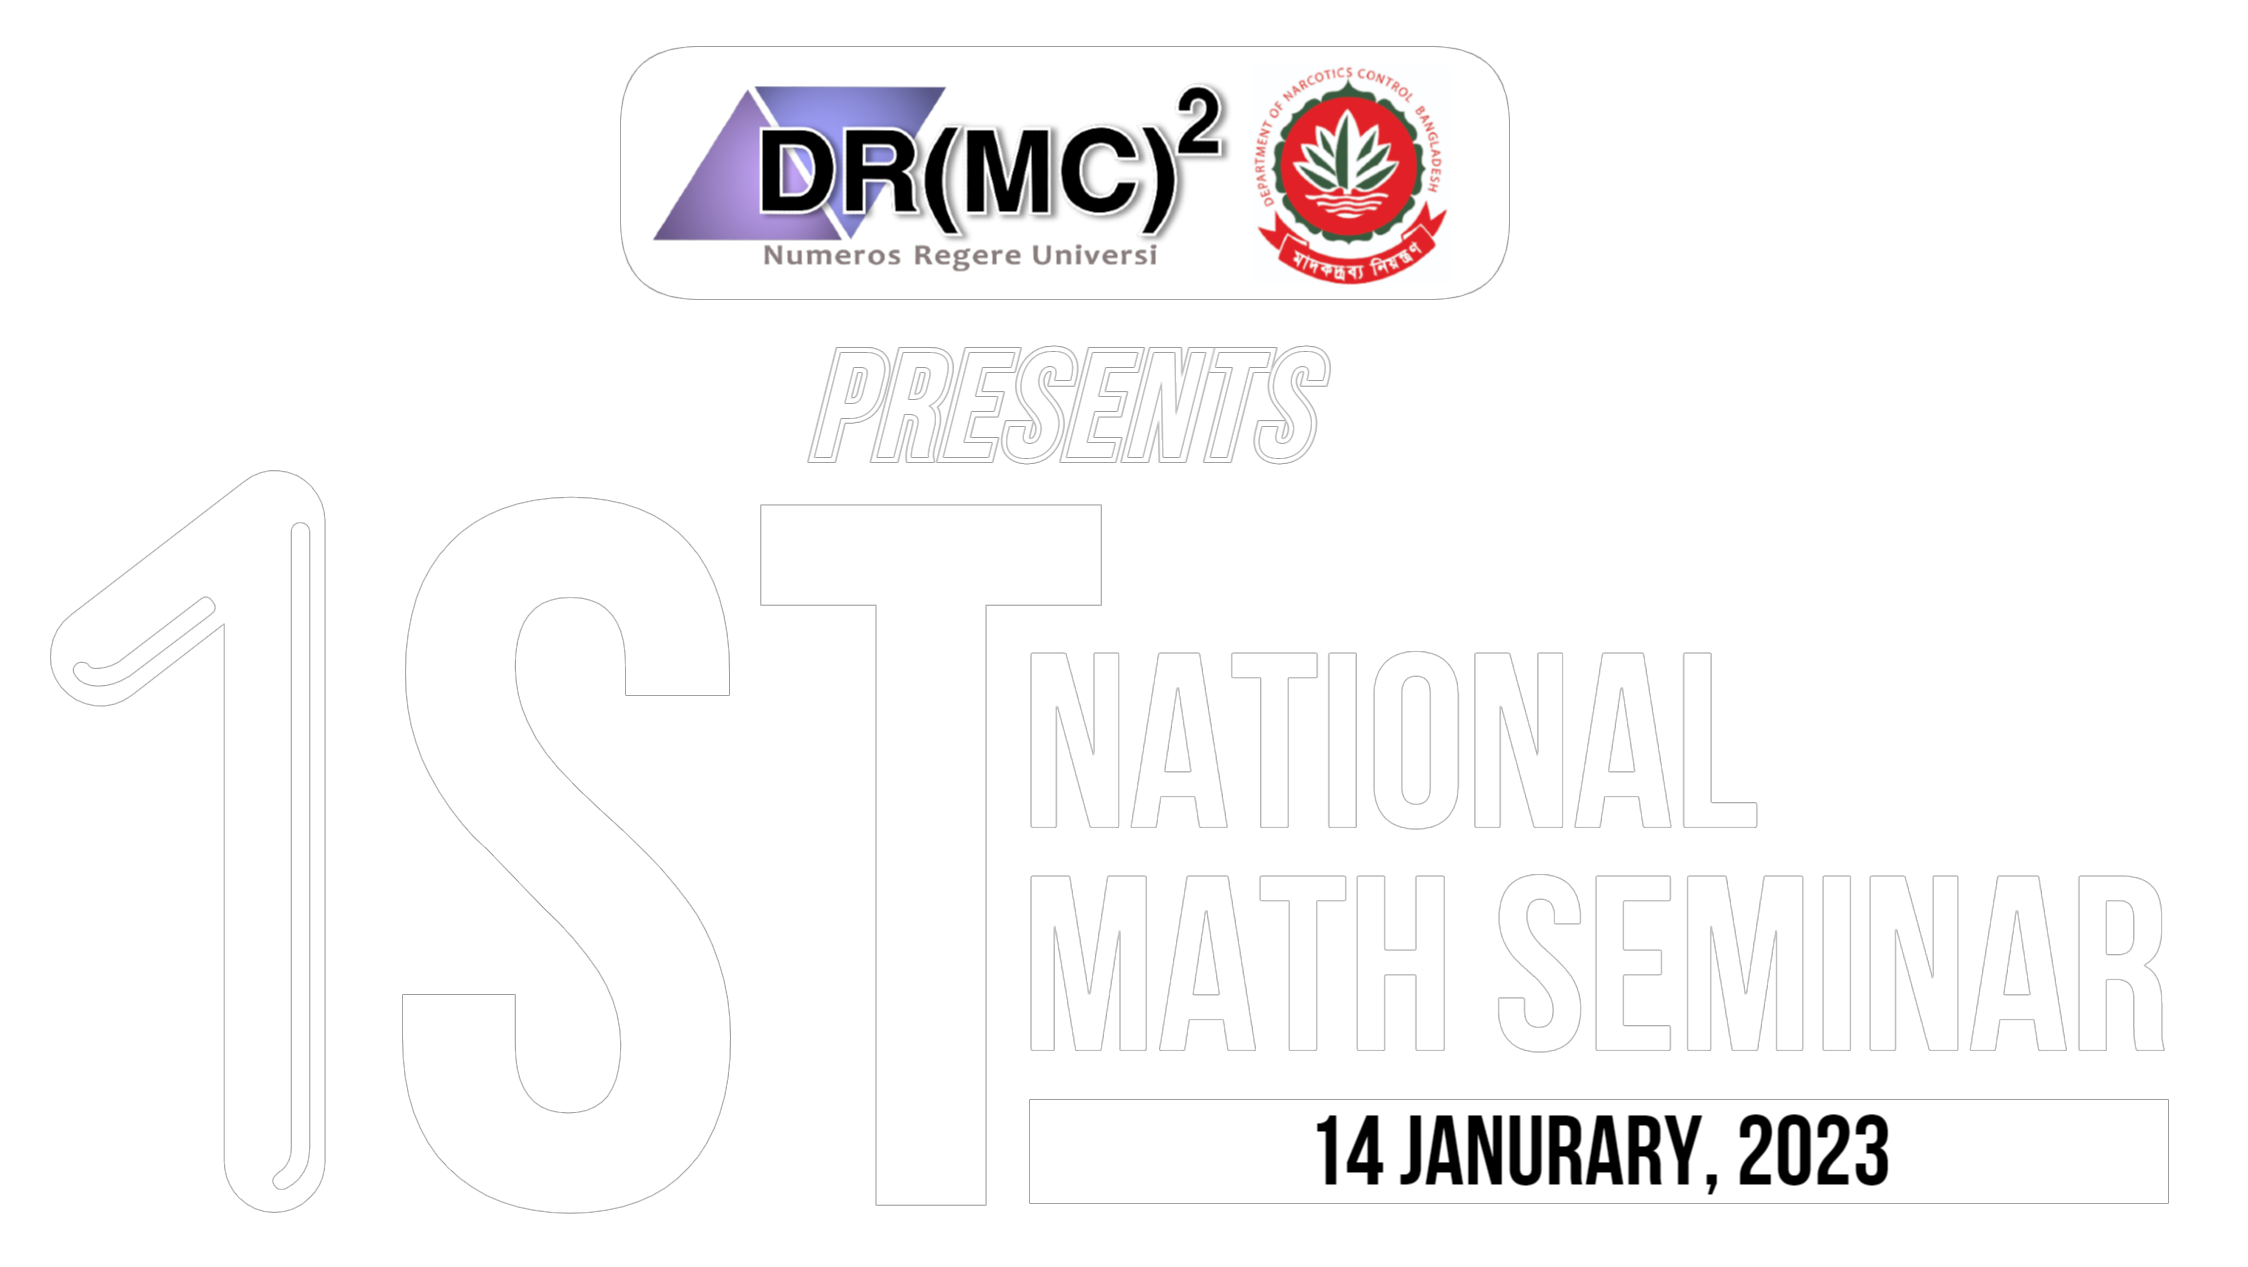 DR(MC)²
Numeros Regere Universi
DEPARTMENT OF NARCOTICS CONTROL BANGLADESH
মাদকদ্রব্য নিয়ন্ত্রণ
PRESENTS
1ST
NATIONAL
MATH SEMINAR
14 JANURARY, 2023